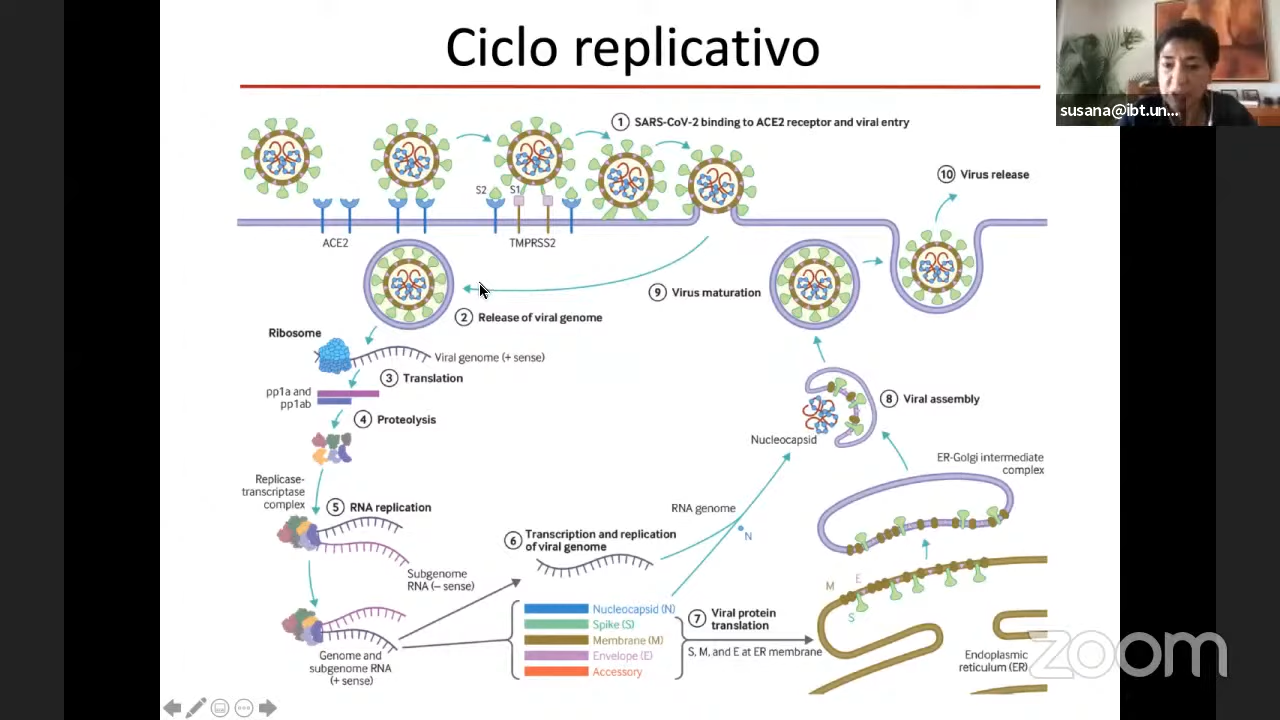 Ciclo replicativo
susana@ibt.un...
1 SARS-CoV-2 binding to ACE2 receptor and viral entry
10 Virus release
S2
S1
ACE2
TMPRSS2
9 Virus maturation
2 Release of viral genome
Ribosome
Viral genome (+ sense)
3 Translation
pp1a and
pp1ab
4 Proteolysis
8 Viral assembly
Nucleocapsid
ER-Golgi intermediate
complex
Replicase-
transcriptase
complex
5 RNA replication
RNA genome
N
6 Transcription and replication
of viral genome
Subgenome
RNA (– sense)
M
E
S
Nucleocapsid (N)
Spike (S)
Membrane (M)
Envelope (E)
Accessory
7 Viral protein
translation
S, M, and E at ER membrane
Genome and
subgenome RNA
(+ sense)
Endoplasmic
reticulum (ER)
zoom